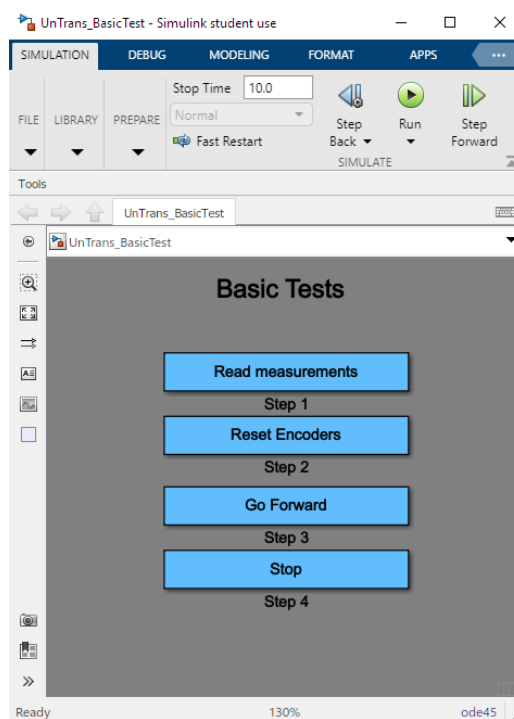 UnTrans_BasicTest - Simulink student use
SIMULATION DEBUG MODELING FORMAT APPS
Stop Time 10.0
Normal
Fast Restart
FILE LIBRARY PREPARE
Step Back Run Step Forward
SIMULATE
Tools
UnTrans_BasicTest
UnTrans_BasicTest
Basic Tests
Read measurements
Step 1
Reset Encoders
Step 2
Go Forward
Step 3
Stop
Step 4
Ready 130% ode45